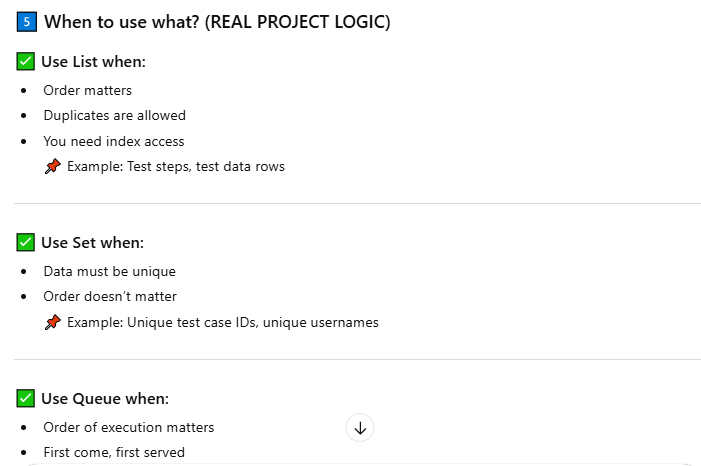 5 When to use what? (REAL PROJECT LOGIC)
✅ Use List when:
• Order matters
• Duplicates are allowed
• You need index access
📌 Example: Test steps, test data rows
✅ Use Set when:
• Data must be unique
• Order doesn’t matter
📌 Example: Unique test case IDs, unique usernames
✅ Use Queue when:
• Order of execution matters
• First come, first served